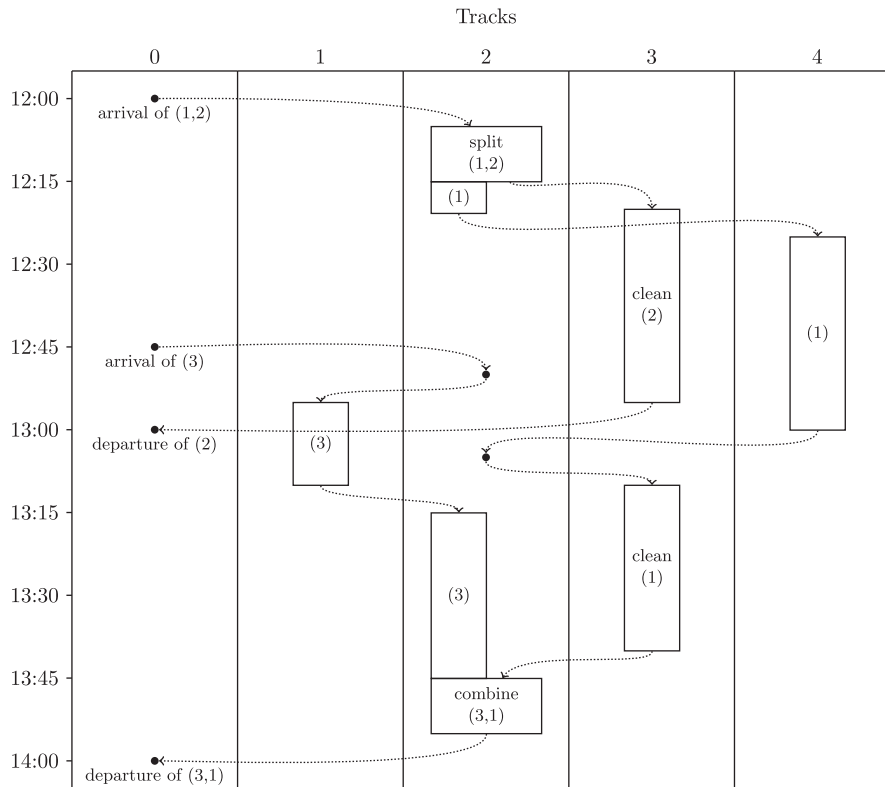 Tracks
0 1 2 3 4
12:00
arrival of (1,2)
split
(1,2)
12:15
(1)
12:30
clean
(2)
(1)
12:45
arrival of (3)
13:00
departure of (2)
(3)
13:15
clean
(1)
13:30
(3)
13:45
combine
(3,1)
14:00
departure of (3,1)